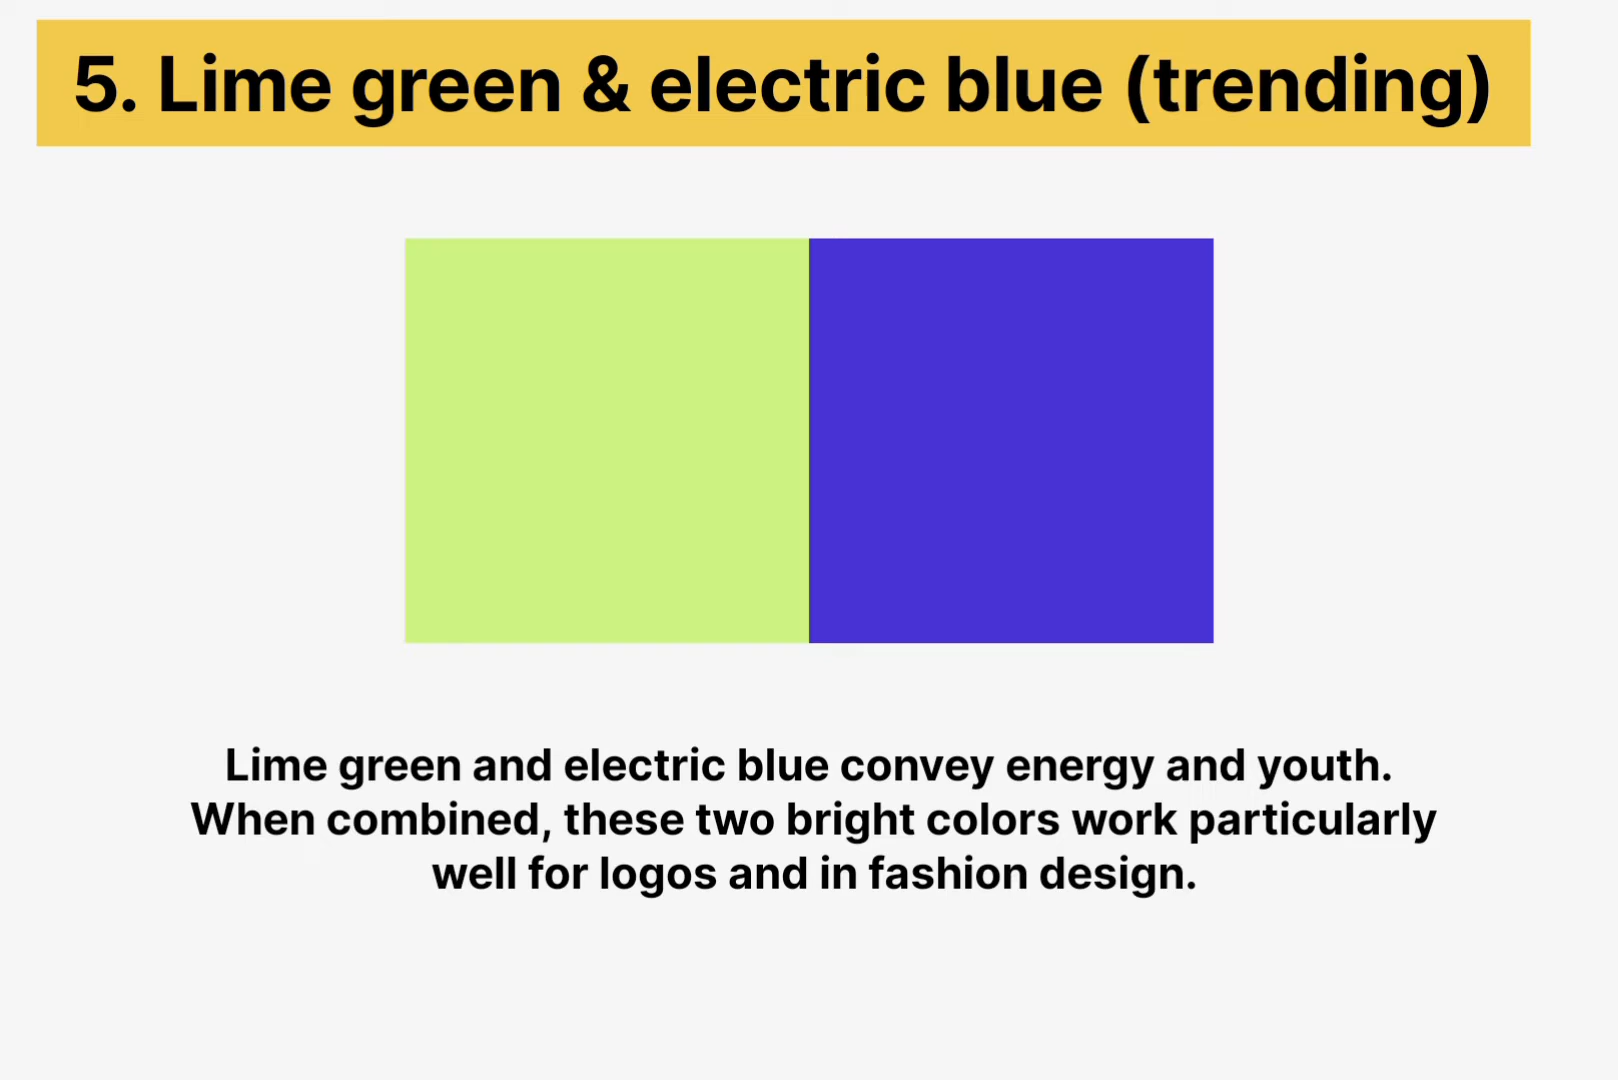 5. Lime green & electric blue (trending)
Lime green and electric blue convey energy and youth.
When combined, these two bright colors work particularly
well for logos and in fashion design.